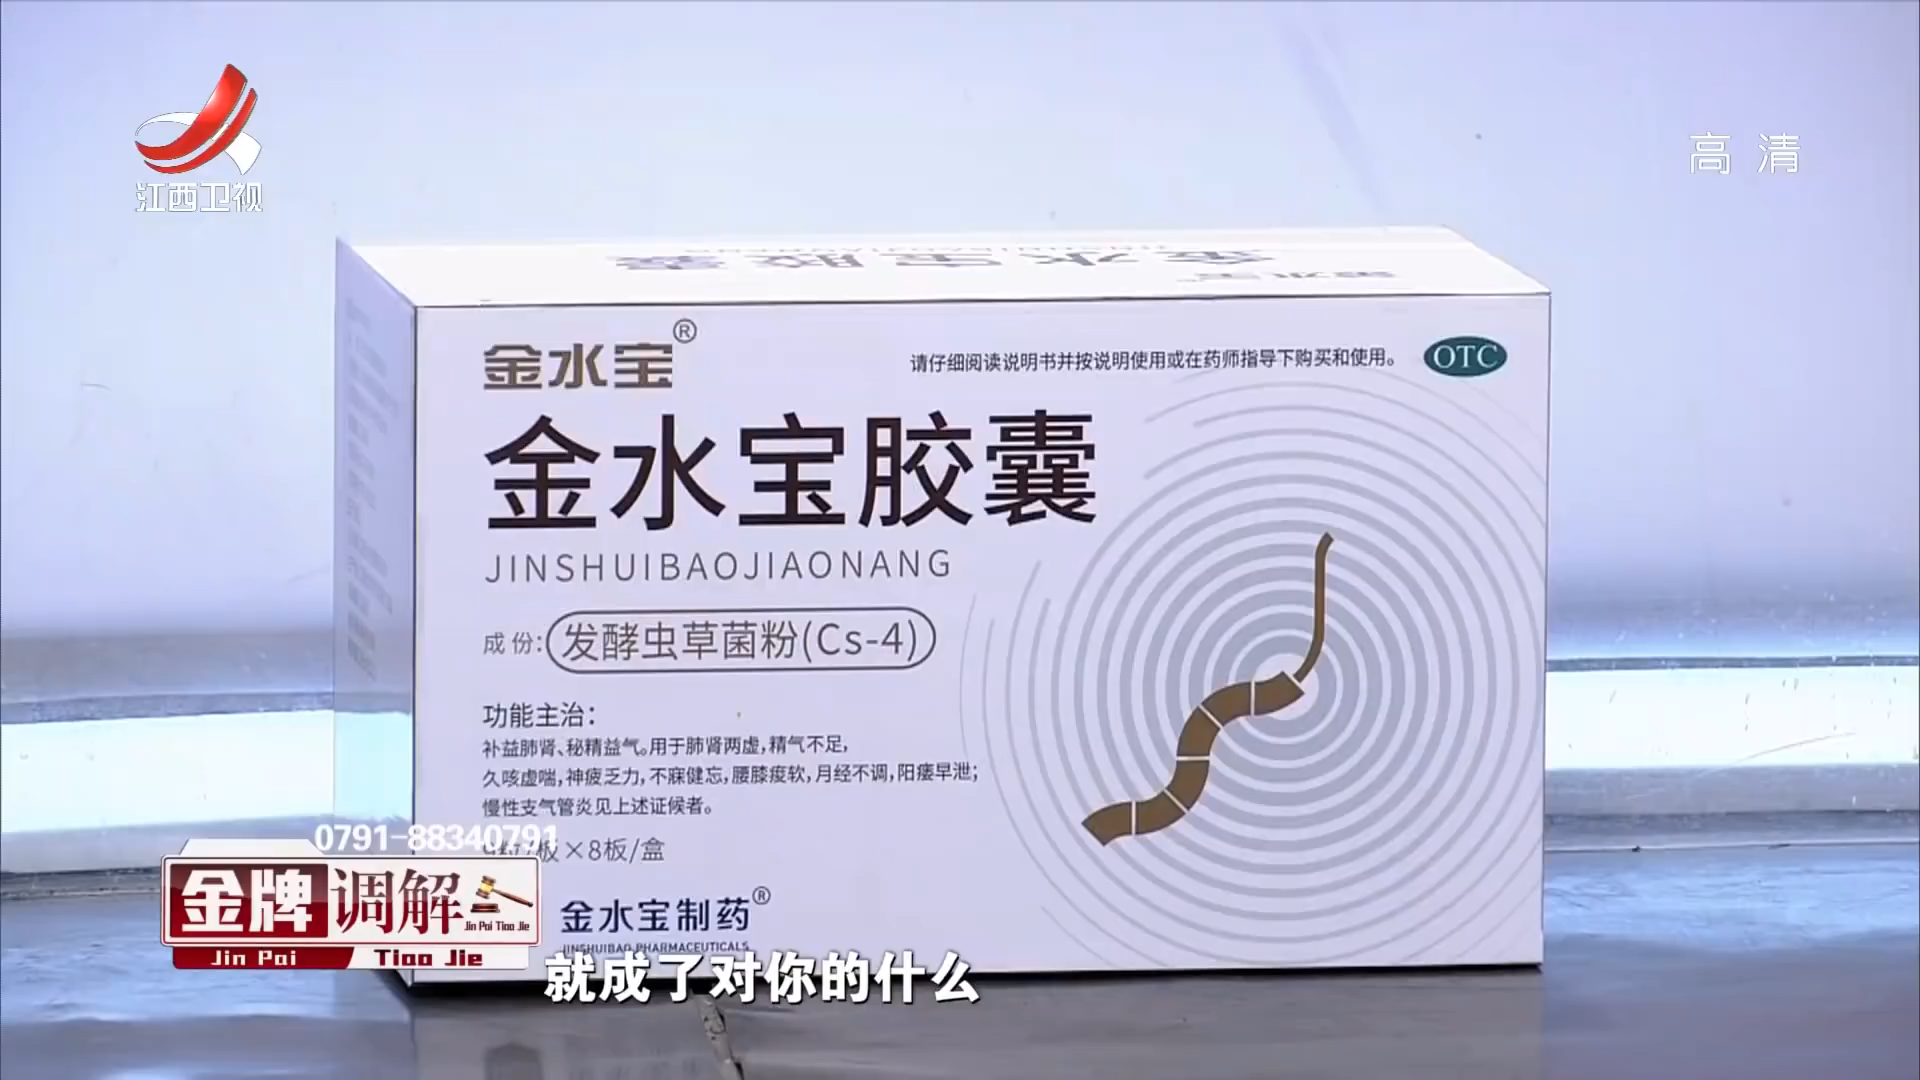 江西卫视
高清
金水宝®
请仔细阅读说明书并按说明使用或在药师指导下购买和使用。
OTC
金水宝胶囊
JINSHUIBAOJIAONANG
成份:发酵虫草菌粉(Cs-4)
功能主治:
补益肺肾、秘精益气。用于肺肾两虚,精气不足,
久咳虚喘,神疲乏力,不寐健忘,腰膝痠软,月经不调,阳痿早泄;
慢性支气管炎见上述证候者。
0791-88340791
板×8板/盒
金牌调解
Jin Pai Tiao Jie
Jin Pai Tiao Jie
金水宝制药®
JINSHUIBAO PHARMACEUTICALS
就成了对你的什么